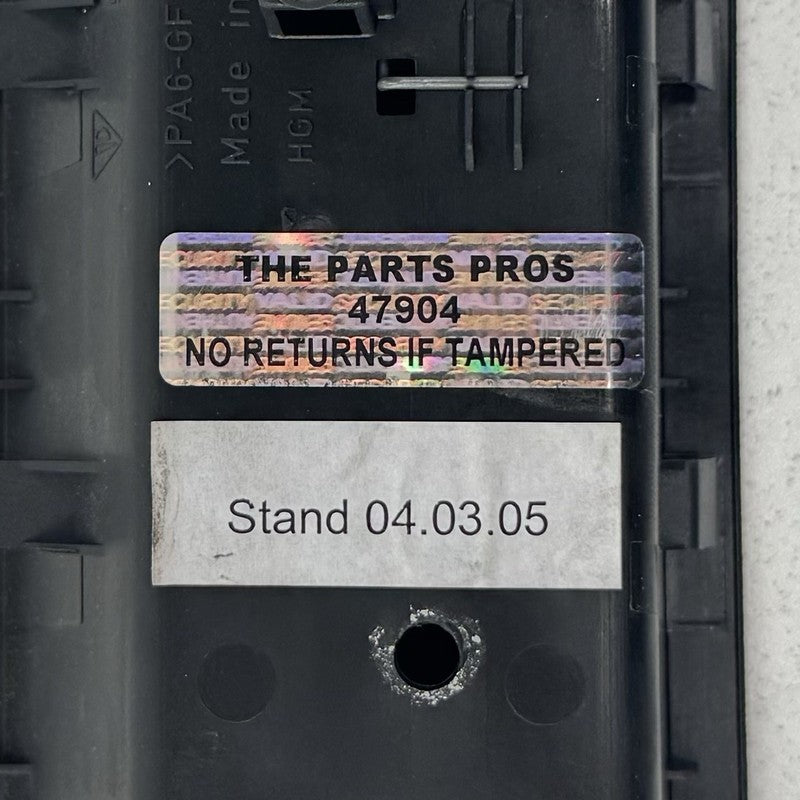 >PA6-GF
Made in
HGM
THE PARTS PROS
47904
NO RETURNS IF TAMPERED
Stand 04.03.05